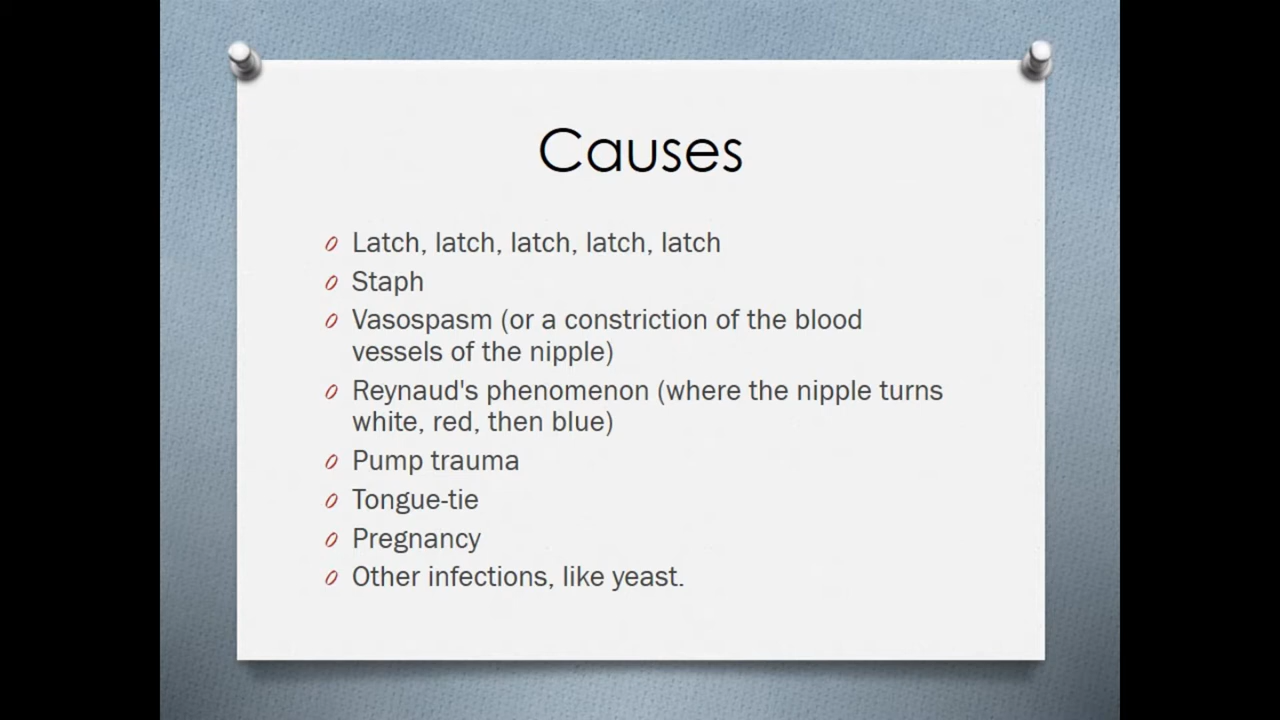 Causes
Latch, latch, latch, latch, latch
Staph
Vasospasm (or a constriction of the blood
vessels of the nipple)
Reynaud's phenomenon (where the nipple turns
white, red, then blue)
Pump trauma
Tongue-tie
Pregnancy
Other infections, like yeast.